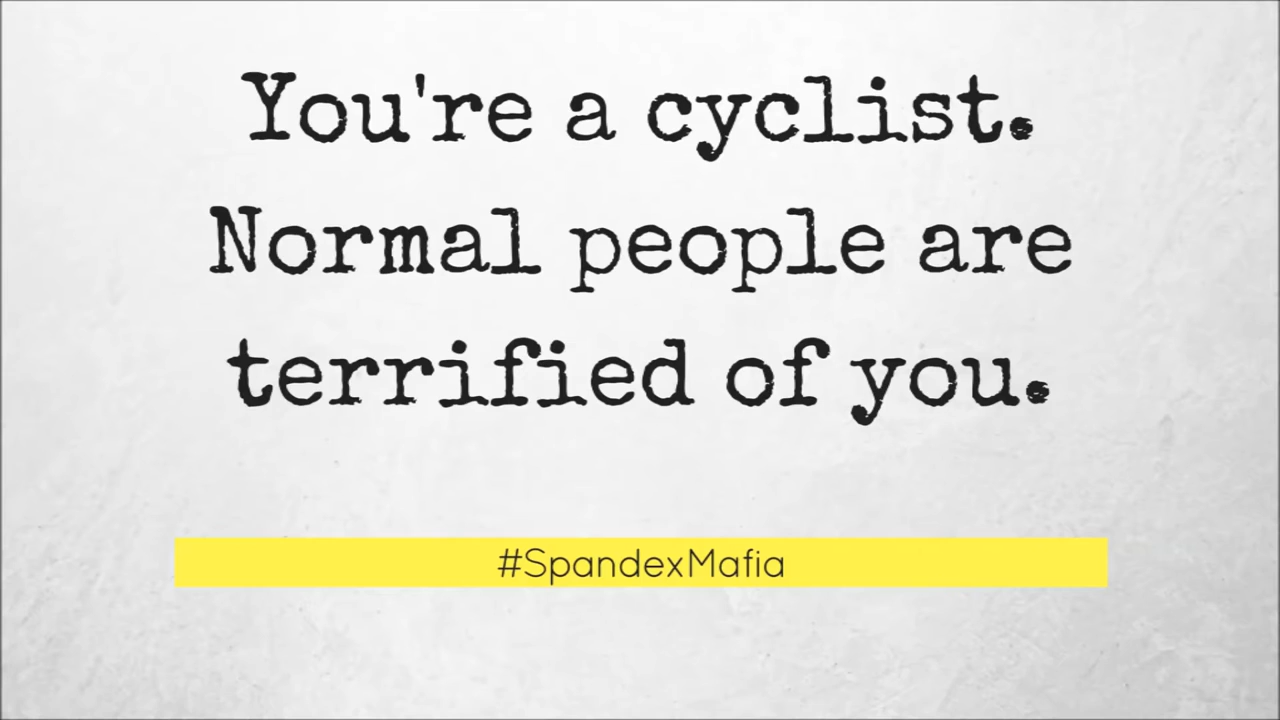 You're a cyclist.
Normal people are
terrified of you.
#SpandexMafia